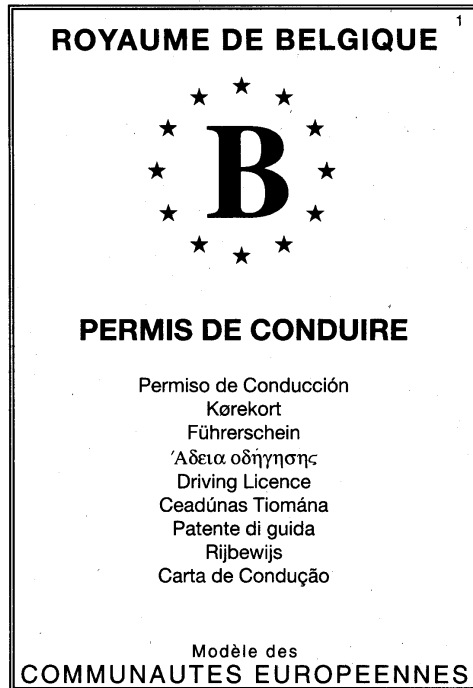 1
ROYAUME DE BELGIQUE
B
PERMIS DE CONDUIRE
Permiso de Conducción
Kørekort
Führerschein
Άδεια οδήγησης
Driving Licence
Ceadúnas Tiomána
Patente di guida
Rijbewijs
Carta de Condução
Modèle des
COMMUNAUTES EUROPEENNES